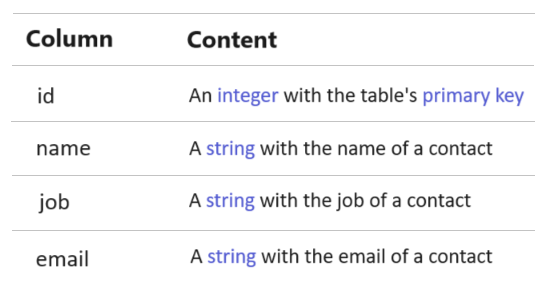 Column Content
id An integer with the table's primary key
name A string with the name of a contact
job A string with the job of a contact
email A string with the email of a contact